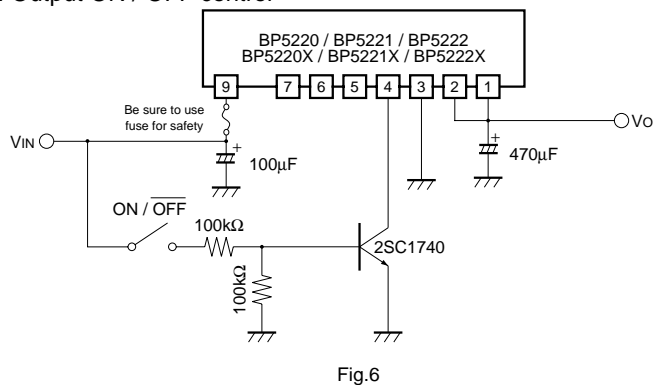 Output ON / OFF control
BP5220 / BP5221 / BP5222
BP5220X / BP5221X / BP5222X
9 7 6 5 4 3 2 1
Be sure to use
fuse for safety
VIN
+
100µF
VO
+
470µF
ON / OFF
100kΩ
100kΩ
2SC1740
Fig.6